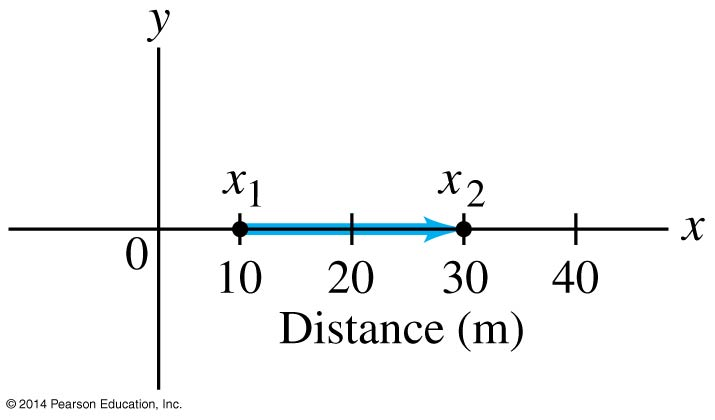 y
x₁ x₂
x
0
10 20 30 40
Distance (m)
© 2014 Pearson Education, Inc.